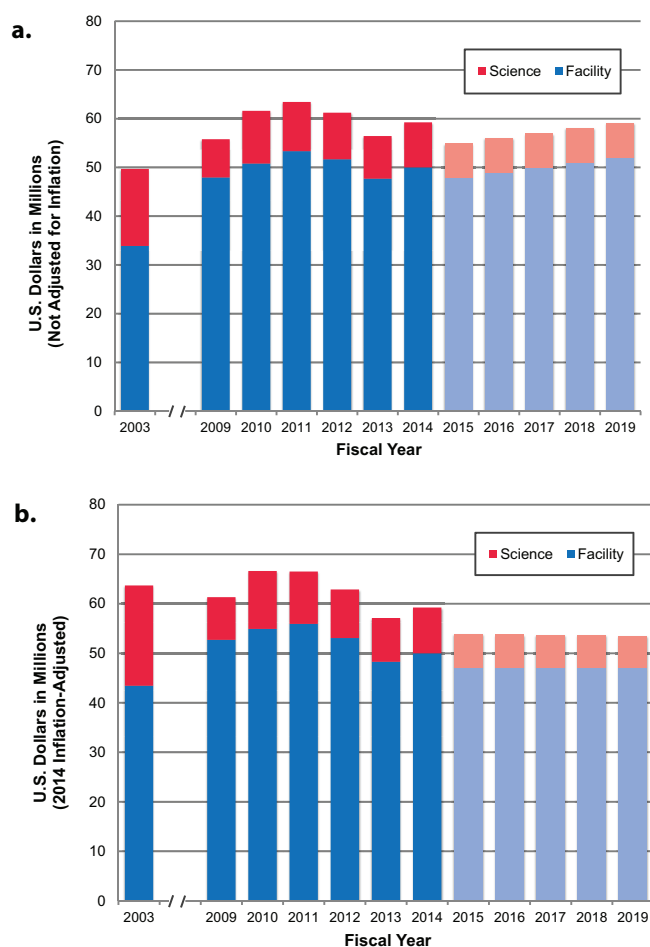 a.
U.S. Dollars in Millions
(Not Adjusted for Inflation)
80
70
60
50
40
30
20
10
0
Science Facility
2003 // 2009 2010 2011 2012 2013 2014 2015 2016 2017 2018 2019
Fiscal Year
b.
U.S. Dollars in Millions
(2014 Inflation-Adjusted)
80
70
60
50
40
30
20
10
0
Science Facility
2003 // 2009 2010 2011 2012 2013 2014 2015 2016 2017 2018 2019
Fiscal Year